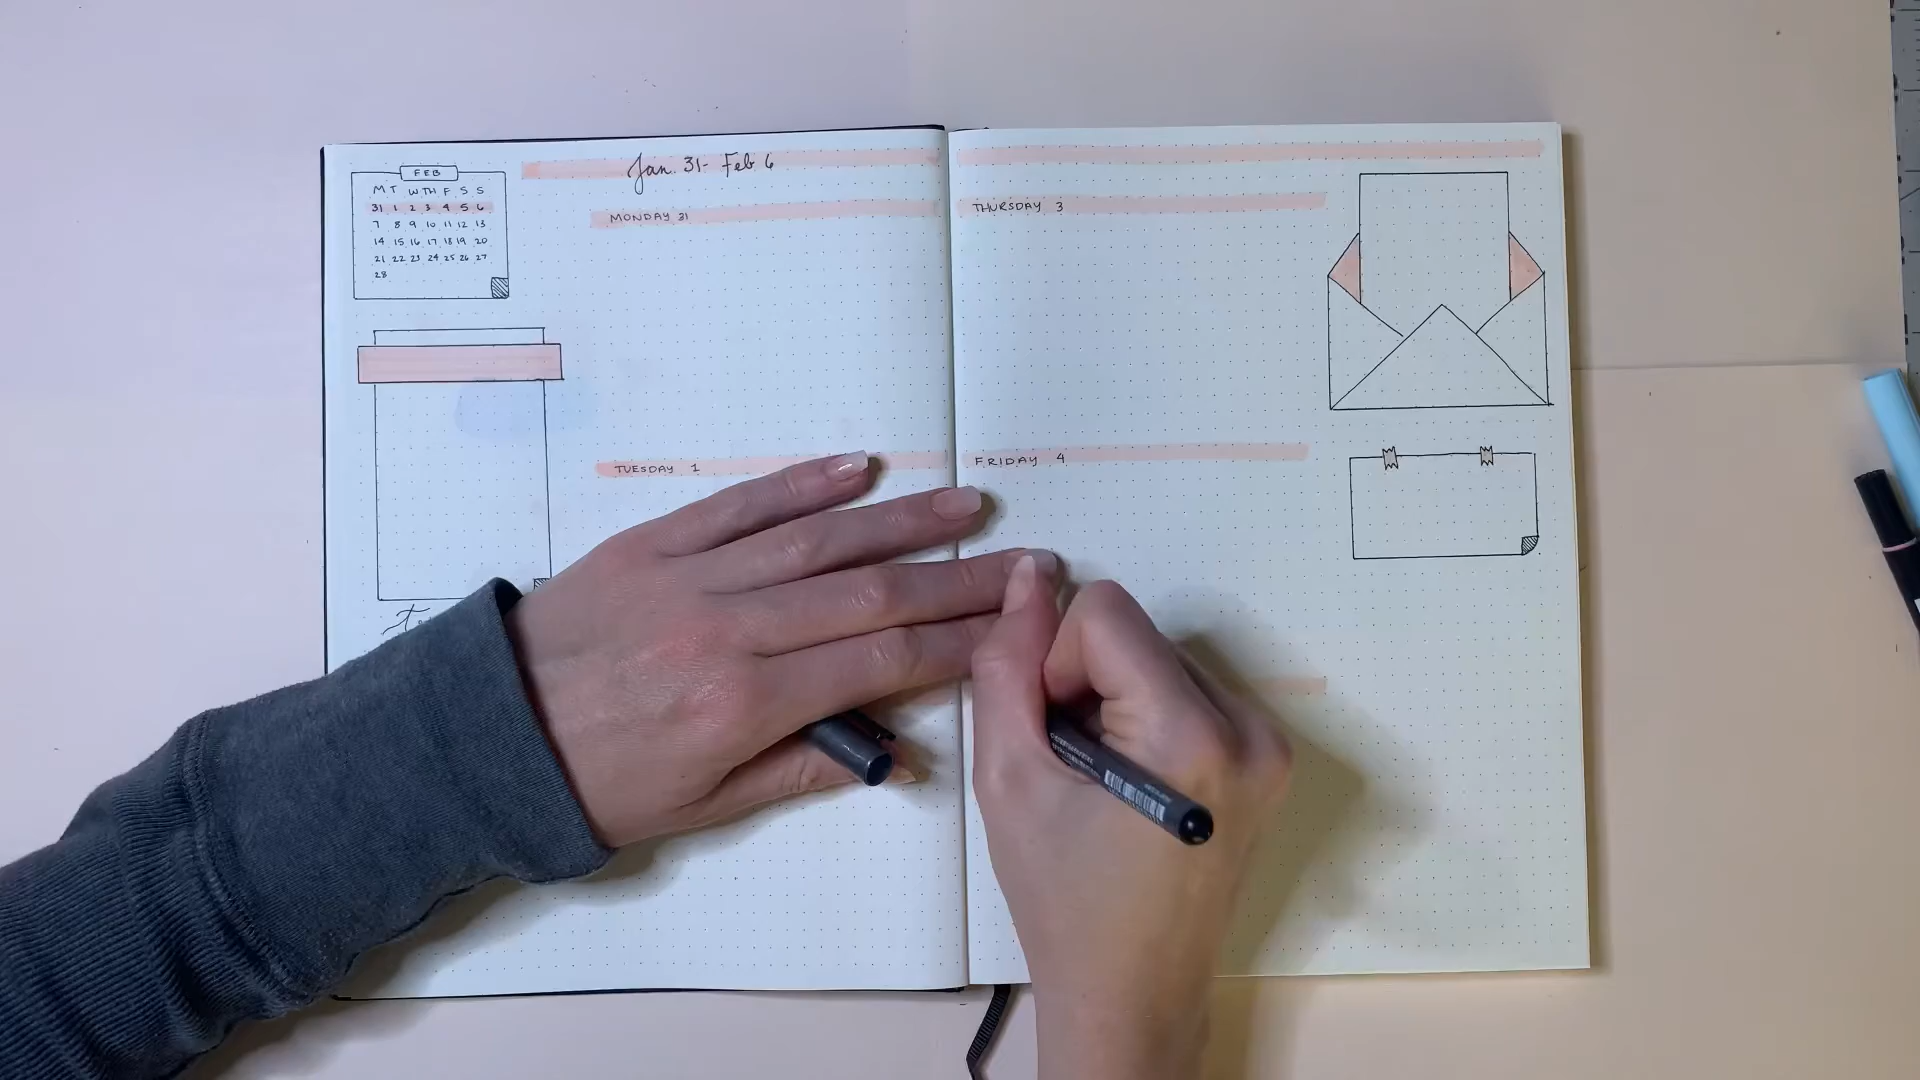 FEB
M T W TH F S S
31 1 2 3 4 5 6
7 8 9 10 11 12 13
14 15 16 17 18 19 20
21 22 23 24 25 26 27
28
Jan. 31- Feb 6
MONDAY 31
TUESDAY 1
THURSDAY 3
FRIDAY 4